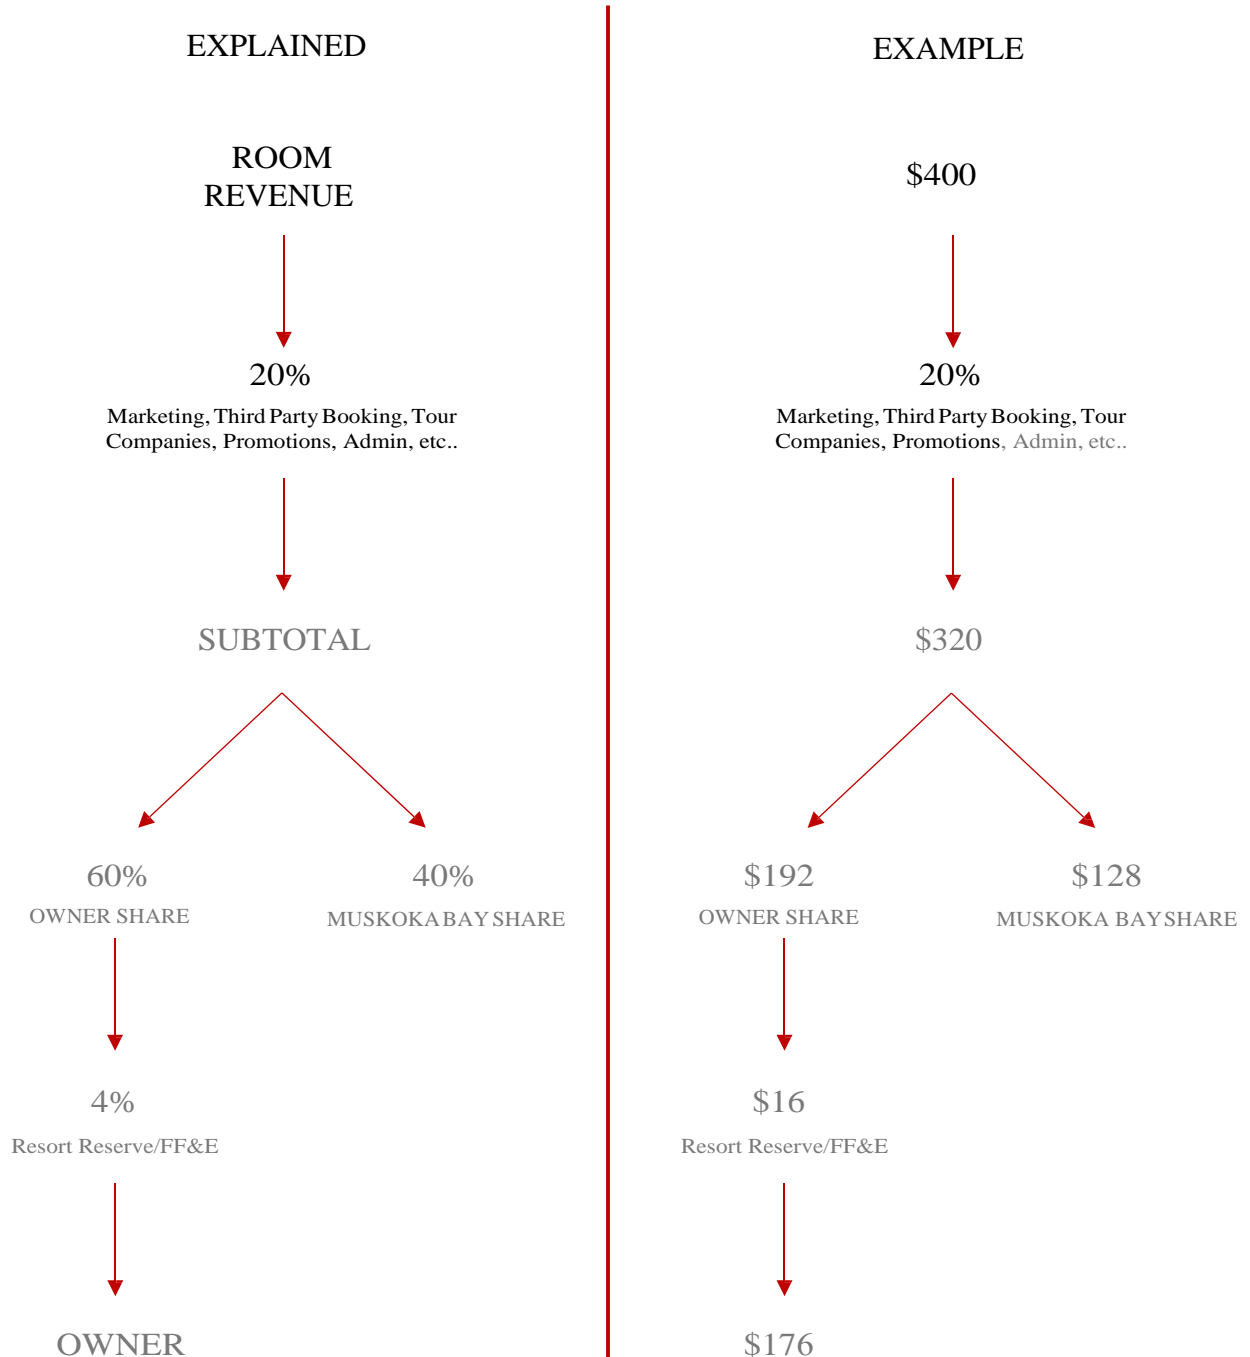 EXPLAINED
ROOM
REVENUE
20%
Marketing, Third Party Booking, Tour
Companies, Promotions, Admin, etc..
SUBTOTAL
60%
OWNER SHARE
40%
MUSKOKA BAY SHARE
4%
Resort Reserve/FF&E
OWNER
EXAMPLE
$400
20%
Marketing, Third Party Booking, Tour
Companies, Promotions, Admin, etc..
$320
$192
OWNER SHARE
$128
MUSKOKA BAY SHARE
$16
Resort Reserve/FF&E
$176